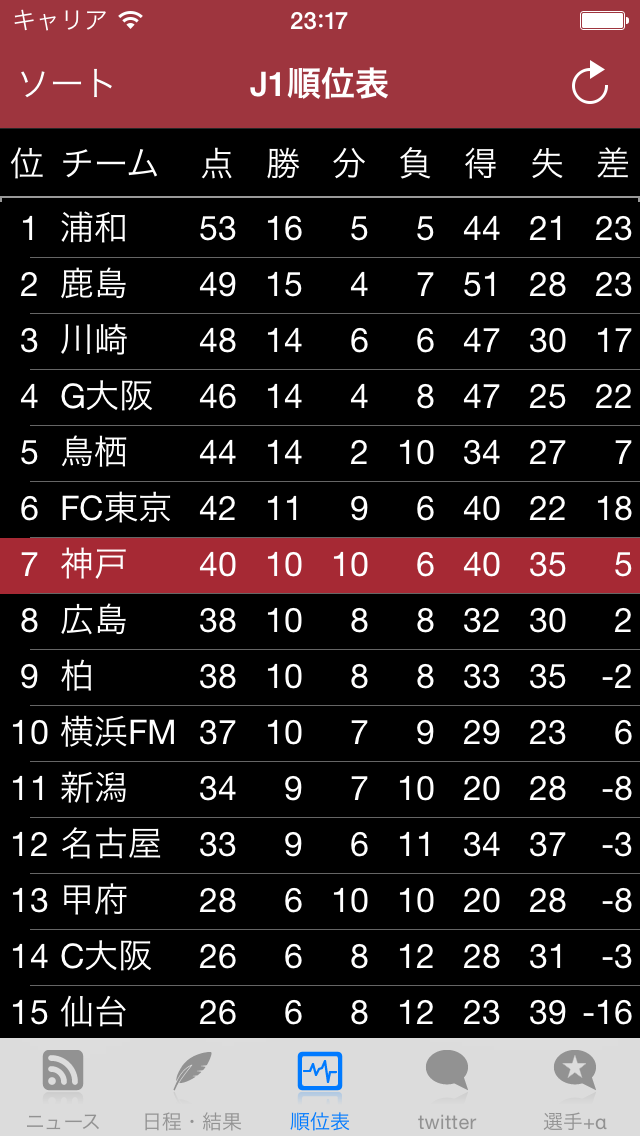 キャリア 23:17
ソート J1順位表
位 チーム 点 勝 分 負 得 失 差
1 浦和 53 16 5 5 44 21 23
2 鹿島 49 15 4 7 51 28 23
3 川崎 48 14 6 6 47 30 17
4 G大阪 46 14 4 8 47 25 22
5 鳥栖 44 14 2 10 34 27 7
6 FC東京 42 11 9 6 40 22 18
7 神戸 40 10 10 6 40 35 5
8 広島 38 10 8 8 32 30 2
9 柏 38 10 8 8 33 35 -2
10 横浜FM 37 10 7 9 29 23 6
11 新潟 34 9 7 10 20 28 -8
12 名古屋 33 9 6 11 34 37 -3
13 甲府 28 6 10 10 20 28 -8
14 C大阪 26 6 8 12 28 31 -3
15 仙台 26 6 8 12 23 39 -16
ニュース 日程・結果 順位表 twitter 選手+α